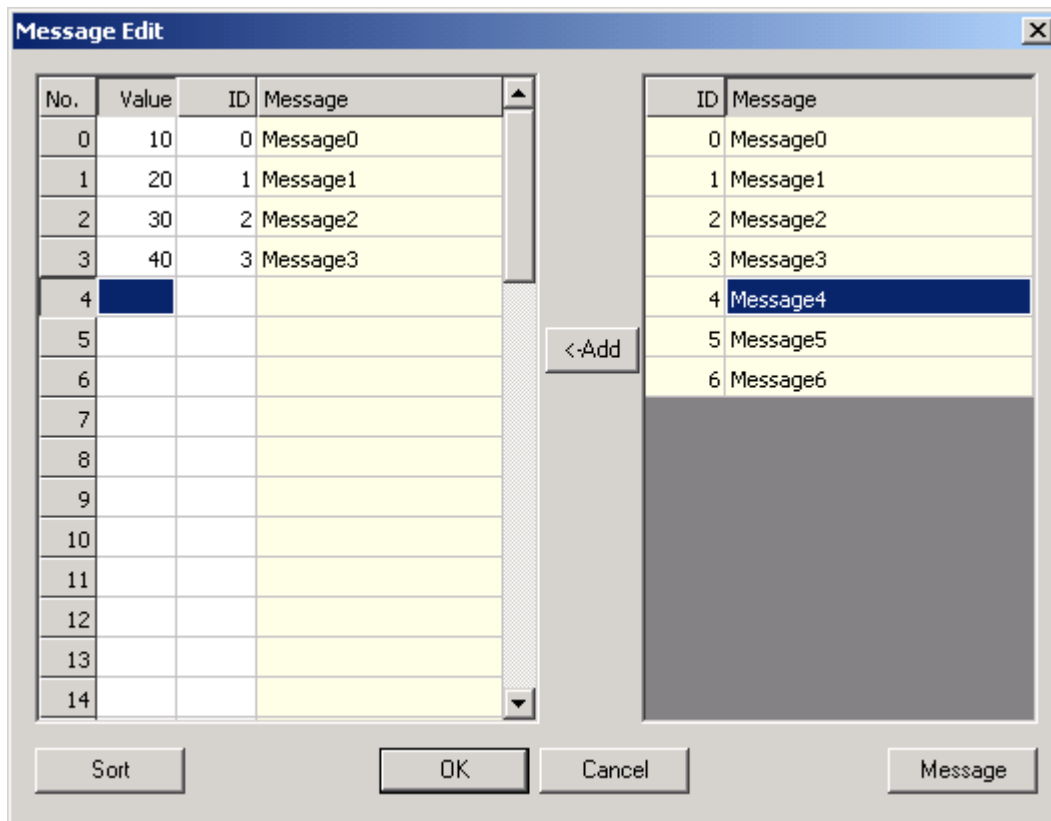 Message Edit
No. Value ID Message
0 10 0 Message0
1 20 1 Message1
2 30 2 Message2
3 40 3 Message3
4
5
6
7
8
9
10
11
12
13
14
<-Add
ID Message
0 Message0
1 Message1
2 Message2
3 Message3
4 Message4
5 Message5
6 Message6
Sort OK Cancel Message